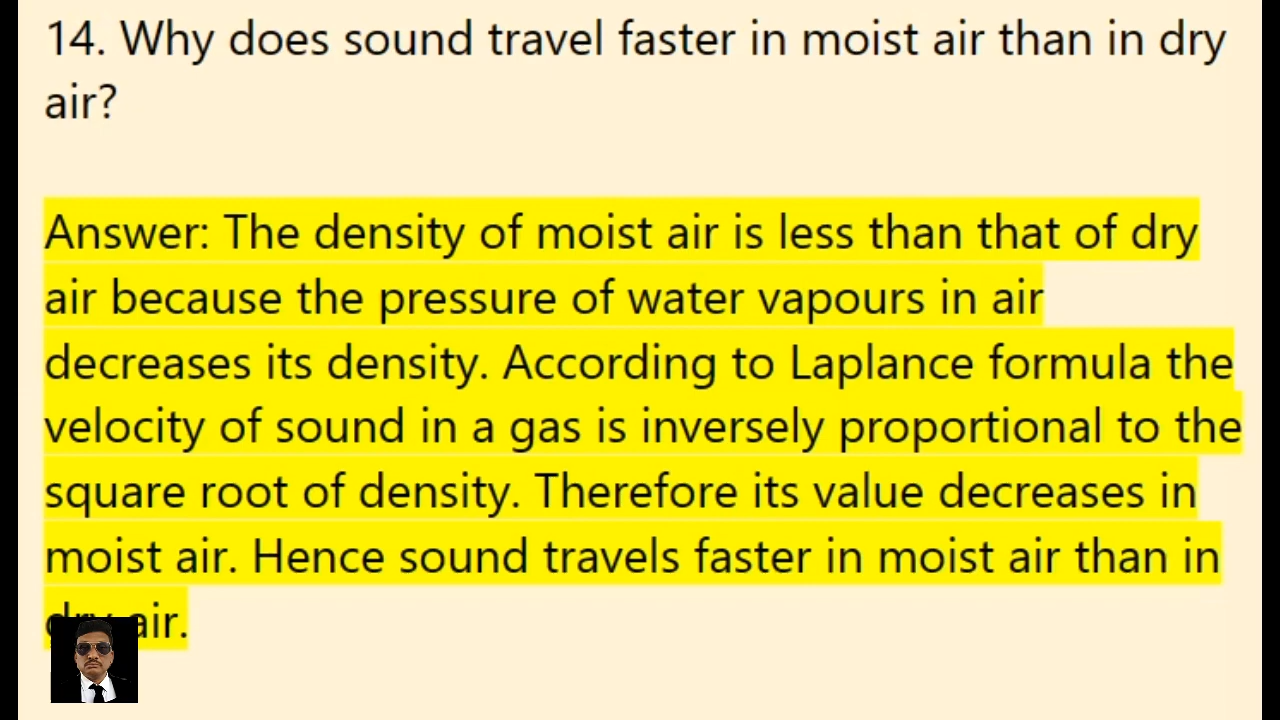 14. Why does sound travel faster in moist air than in dry
air?
Answer: The density of moist air is less than that of dry
air because the pressure of water vapours in air
decreases its density. According to Laplance formula the
velocity of sound in a gas is inversely proportional to the
square root of density. Therefore its value decreases in
moist air. Hence sound travels faster in moist air than in
dry air.